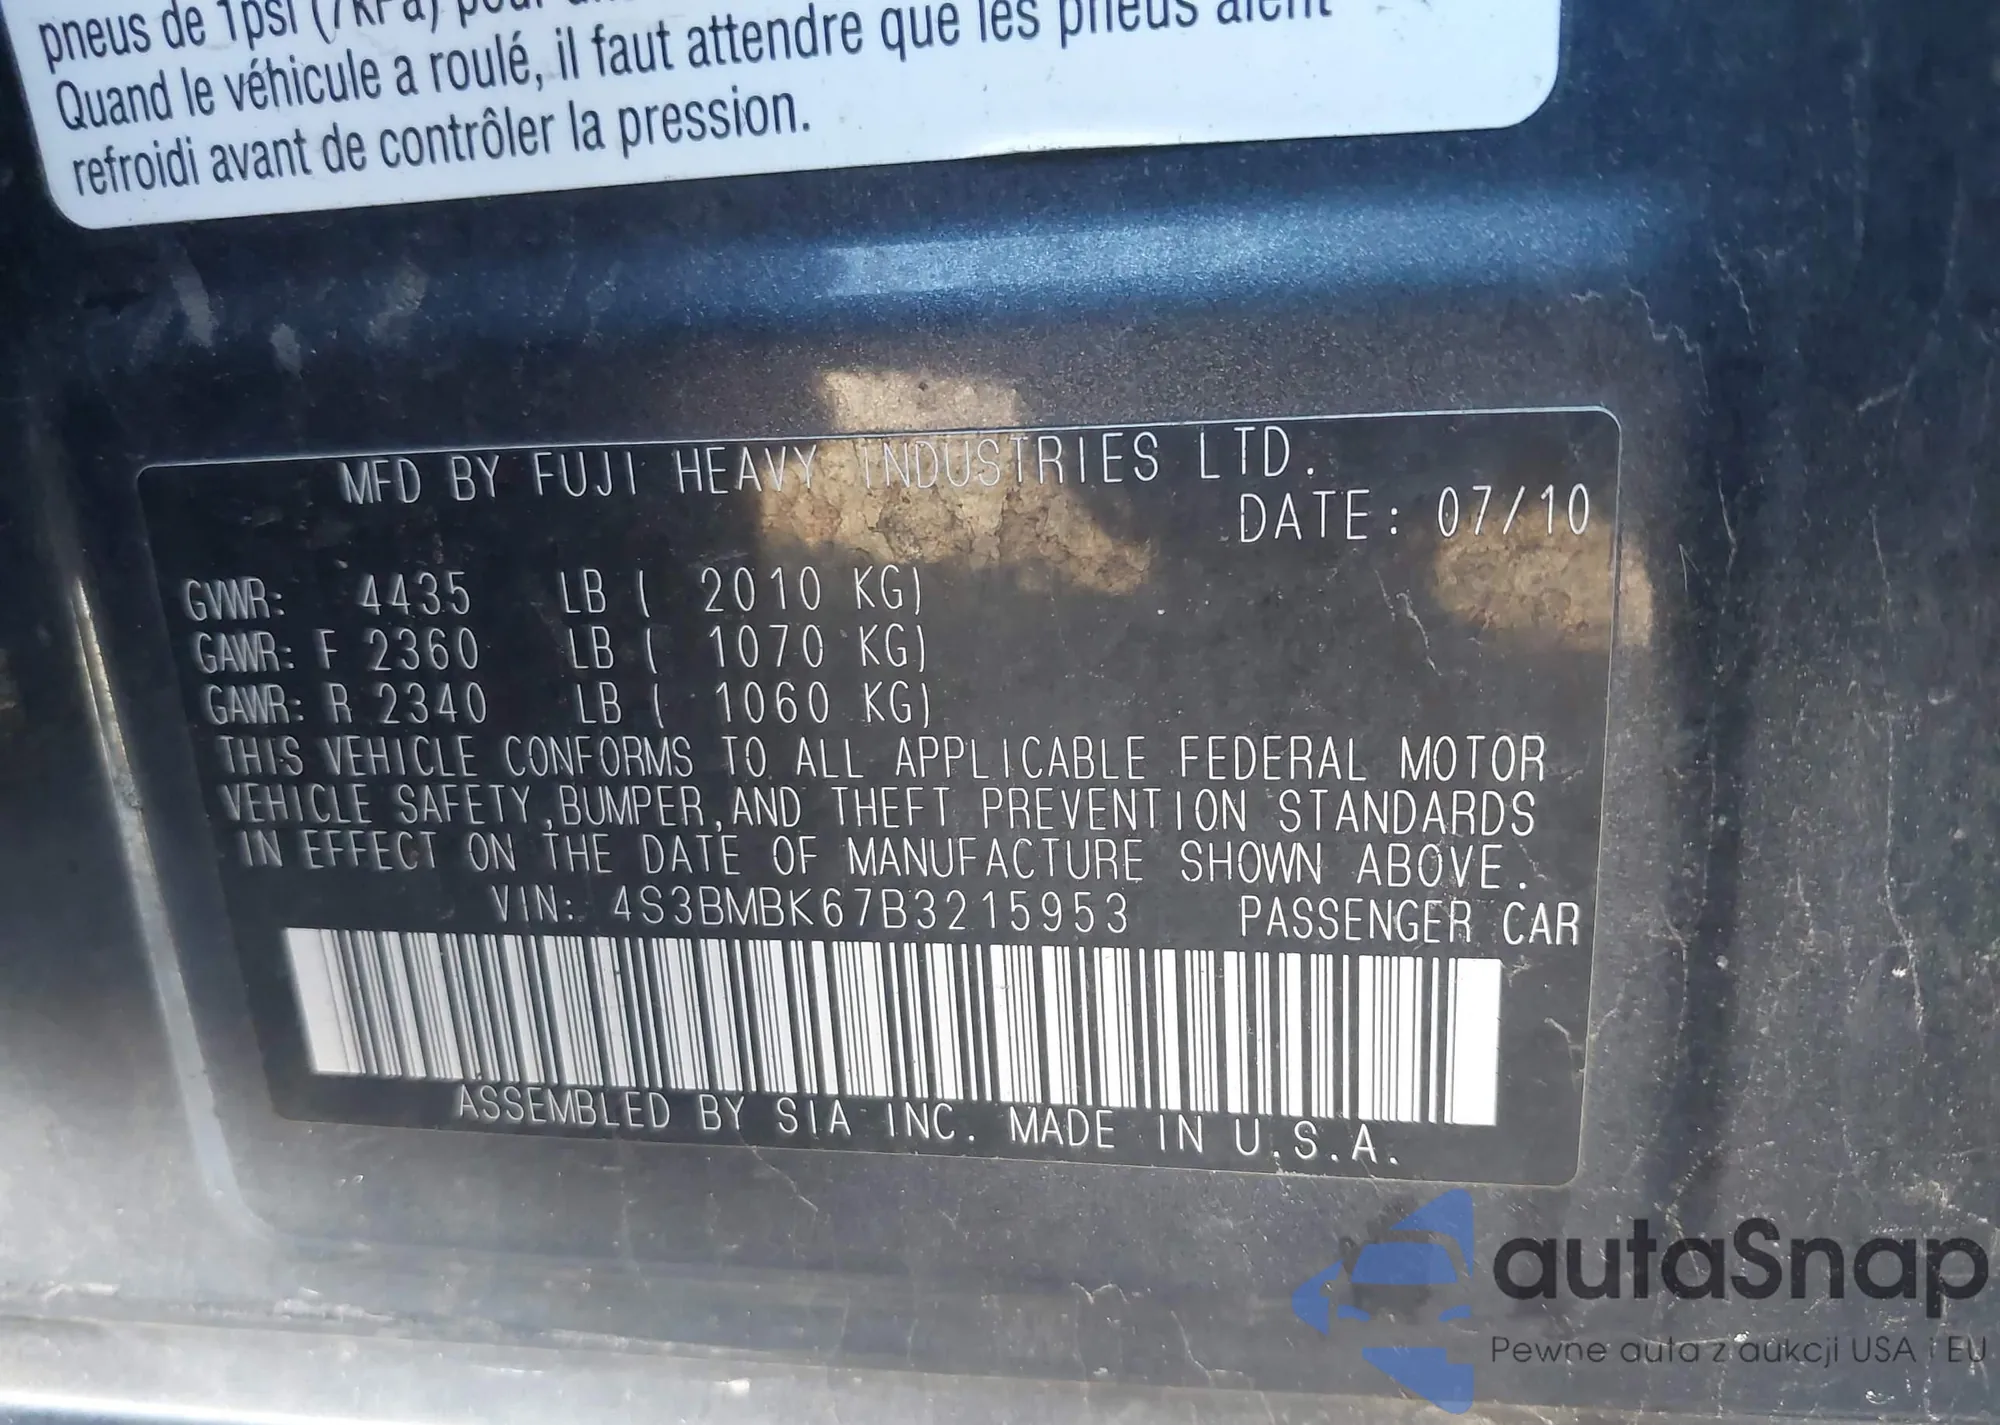 pneus de 1psi (7kPa) pour
Quand le véhicule a roulé, il faut attendre que les pneus aient
refroidi avant de contrôler la pression.
MFD BY FUJI HEAVY INDUSTRIES LTD.
DATE: 07/10
GVWR: 4435 LB ( 2010 KG)
GAWR: F 2360 LB ( 1070 KG)
GAWR: R 2340 LB ( 1060 KG)
THIS VEHICLE CONFORMS TO ALL APPLICABLE FEDERAL MOTOR
VEHICLE SAFETY,BUMPER,AND THEFT PREVENTION STANDARDS
IN EFFECT ON THE DATE OF MANUFACTURE SHOWN ABOVE.
VIN: 4S3BMBK67B3215953 PASSENGER CAR
ASSEMBLED BY SIA INC. MADE IN U.S.A.
autaSnap
Pewne auta z aukcji USA i EU